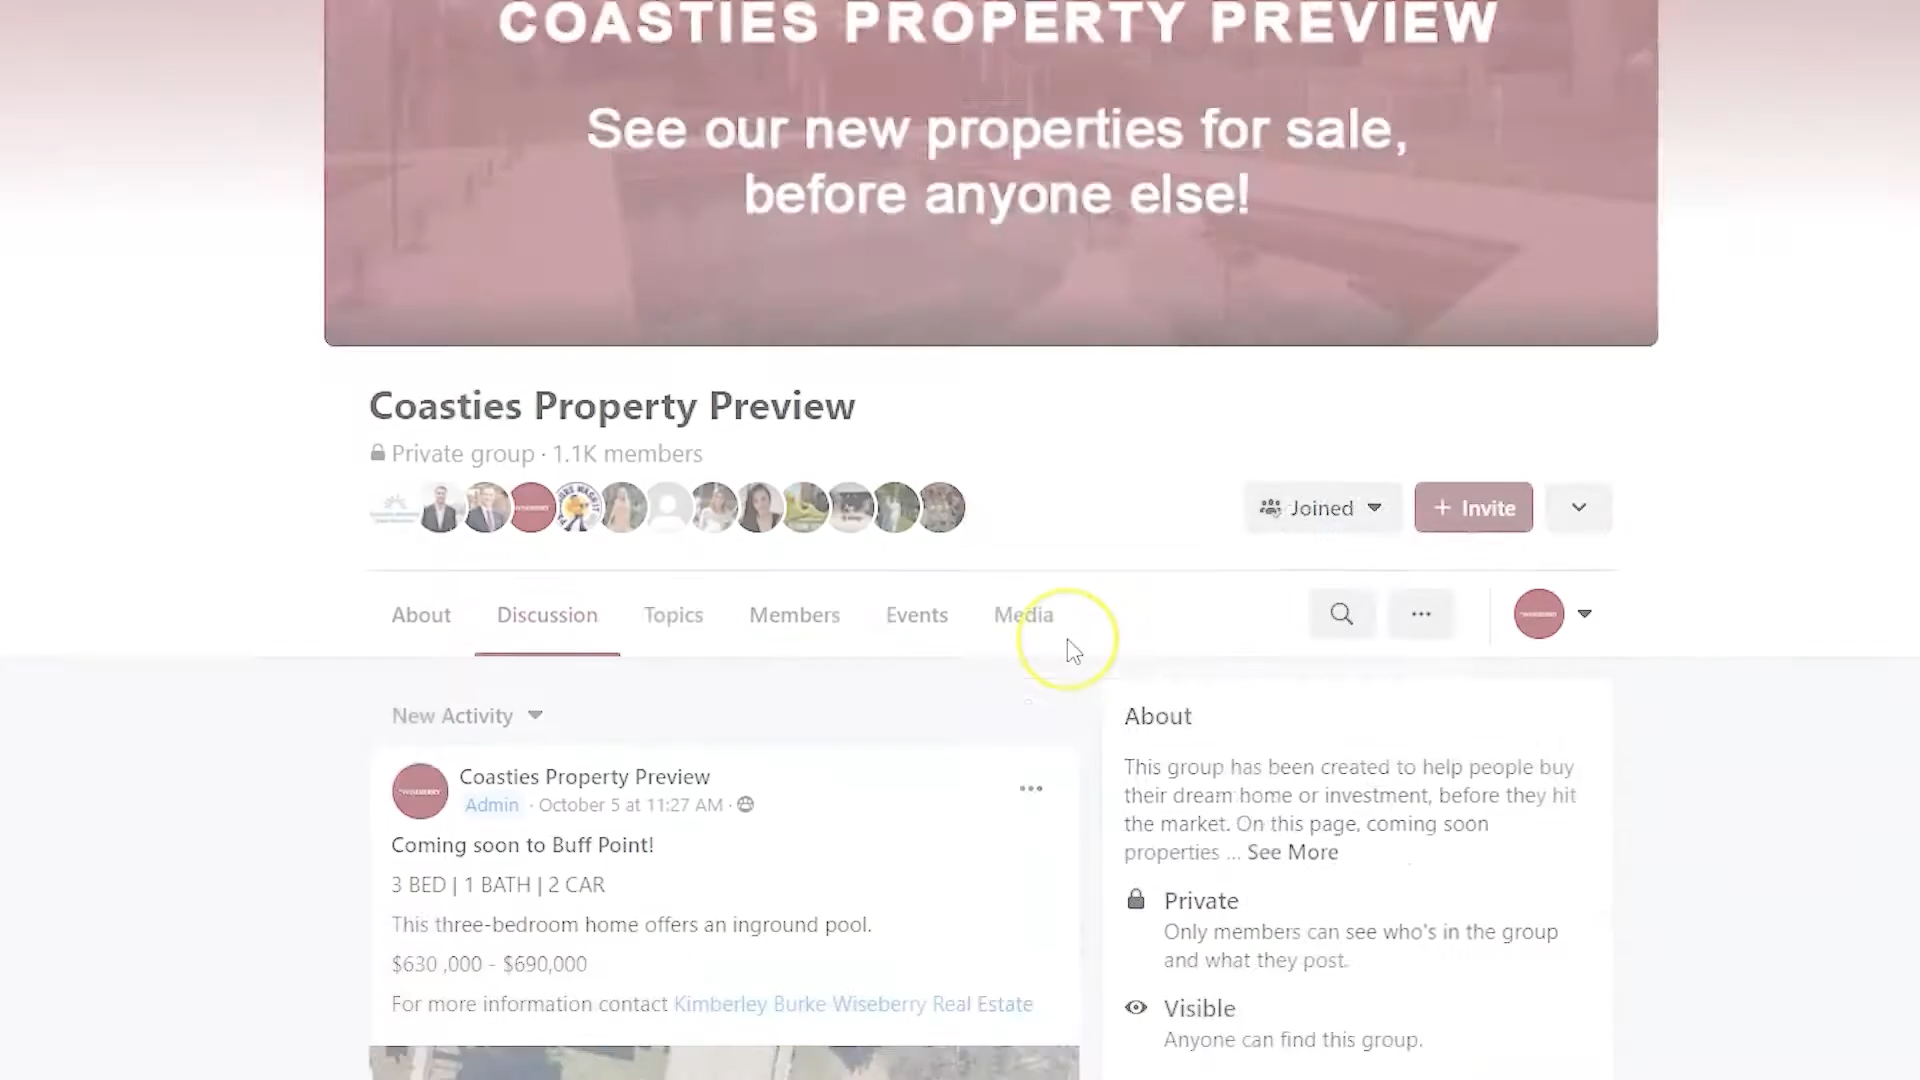 COASTIES PROPERTY PREVIEW
See our new properties for sale,
before anyone else!
Coasties Property Preview
Private group · 1.1K members
Joined
+ Invite
About
Discussion
Topics
Members
Events
Media
New Activity
Coasties Property Preview
Admin · October 5 at 11:27 AM ·
Coming soon to Buff Point!
3 BED | 1 BATH | 2 CAR
This three-bedroom home offers an inground pool.
$630 ,000 - $690,000
For more information contact Kimberley Burke Wiseberry Real Estate
About
This group has been created to help people buy
their dream home or investment, before they hit
the market. On this page, coming soon
properties ... See More
Private
Only members can see who's in the group
and what they post.
Visible
Anyone can find this group.